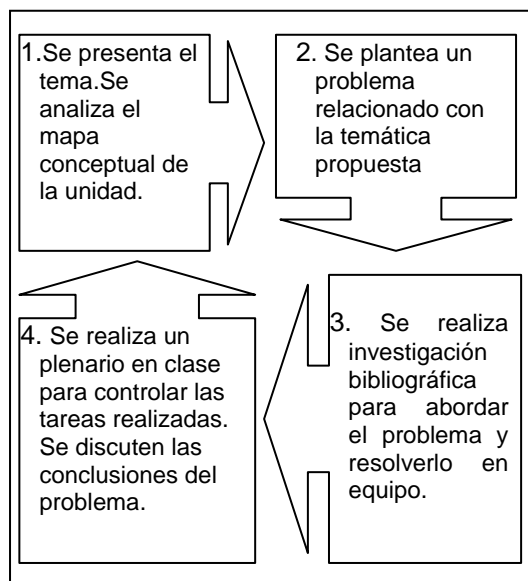 1.Se presenta el
tema.Se
analiza el
mapa
conceptual de
la unidad.
2. Se plantea un
problema
relacionado con
la temática
propuesta
3. Se realiza
investigación
bibliográfica
para abordar
el problema y
resolverlo en
equipo.
4. Se realiza un
plenario en clase
para controlar las
tareas realizadas.
Se discuten las
conclusiones del
problema.